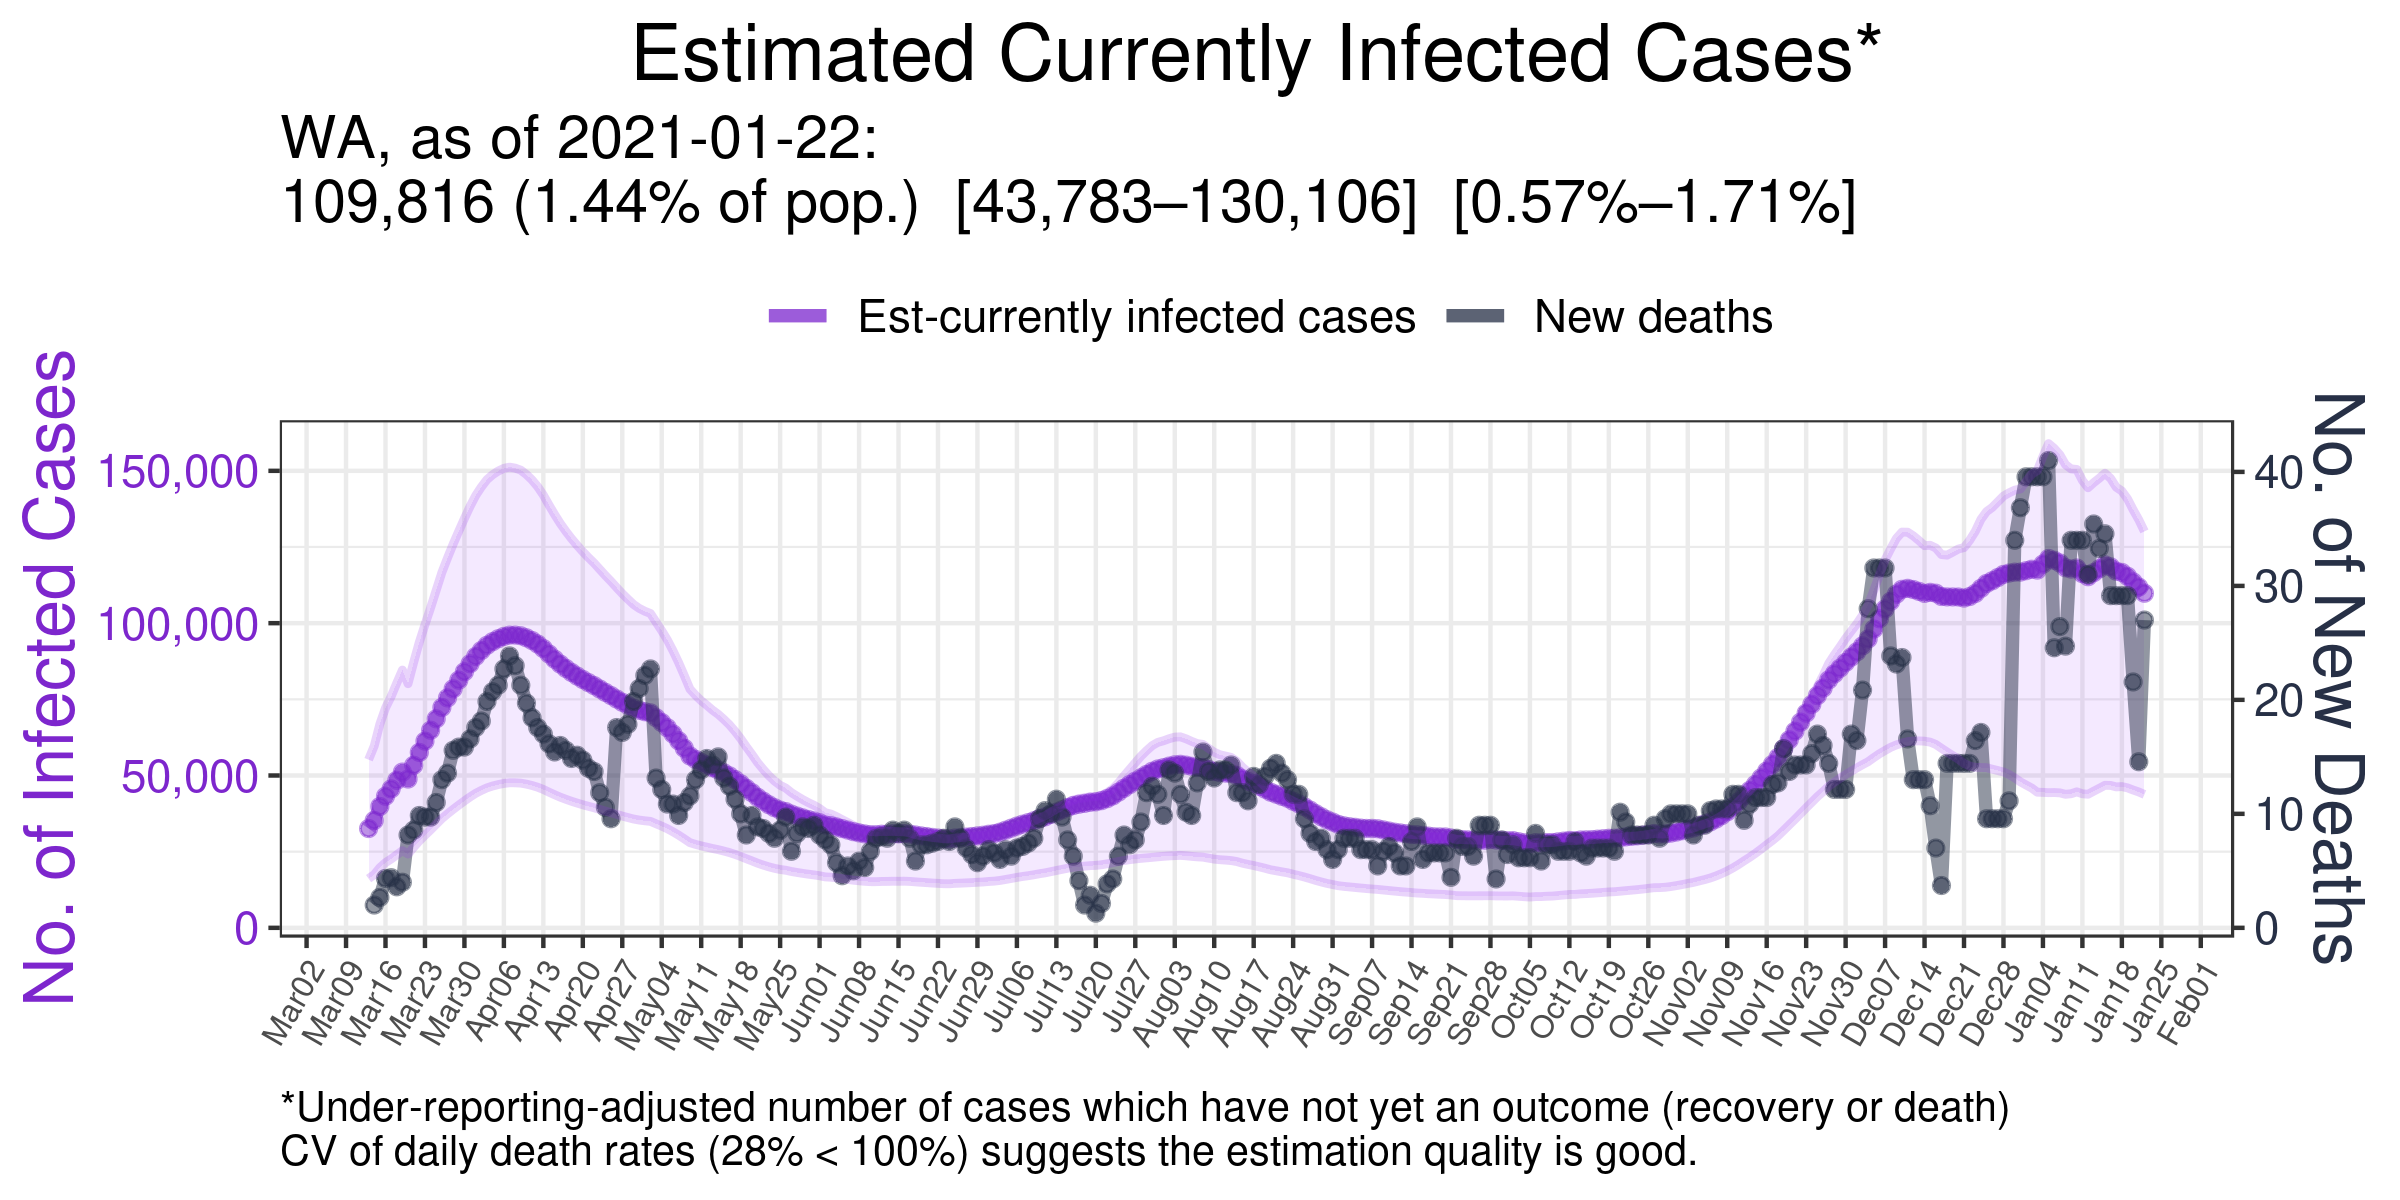 Estimated Currently Infected Cases*
WA, as of 2021-01-22:
109,816 (1.44% of pop.) [43,783–130,106] [0.57%–1.71%]
Est-currently infected cases New deaths
No. of Infected Cases
150,000
100,000
50,000
0
40
30
20
10
0
No. of New Deaths
Mar02 Mar09 Mar16 Mar23 Mar30 Apr06 Apr13 Apr20 Apr27 May04 May11 May18 May25 Jun01 Jun08 Jun15 Jun22 Jun29 Jul06 Jul13 Jul20 Jul27 Aug03 Aug10 Aug17 Aug24 Aug31 Sep07 Sep14 Sep21 Sep28 Oct05 Oct12 Oct19 Oct26 Nov02 Nov09 Nov16 Nov23 Nov30 Dec07 Dec14 Dec21 Dec28 Jan04 Jan11 Jan18 Jan25 Feb01
*Under-reporting-adjusted number of cases which have not yet an outcome (recovery or death)
CV of daily death rates (28% < 100%) suggests the estimation quality is good.